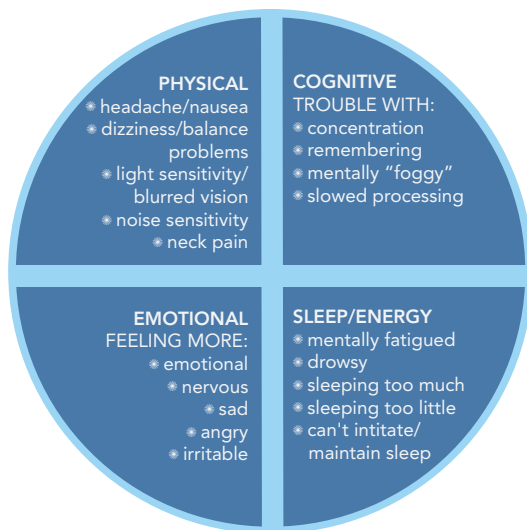 PHYSICAL
* headache/nausea
* dizziness/balance
problems
* light sensitivity/
blurred vision
* noise sensitivity
* neck pain
COGNITIVE
TROUBLE WITH:
* concentration
* remembering
* mentally “foggy”
* slowed processing
EMOTIONAL
FEELING MORE:
* emotional
* nervous
* sad
* angry
* irritable
SLEEP/ENERGY
* mentally fatigued
* drowsy
* sleeping too much
* sleeping too little
* can't intitate/
maintain sleep